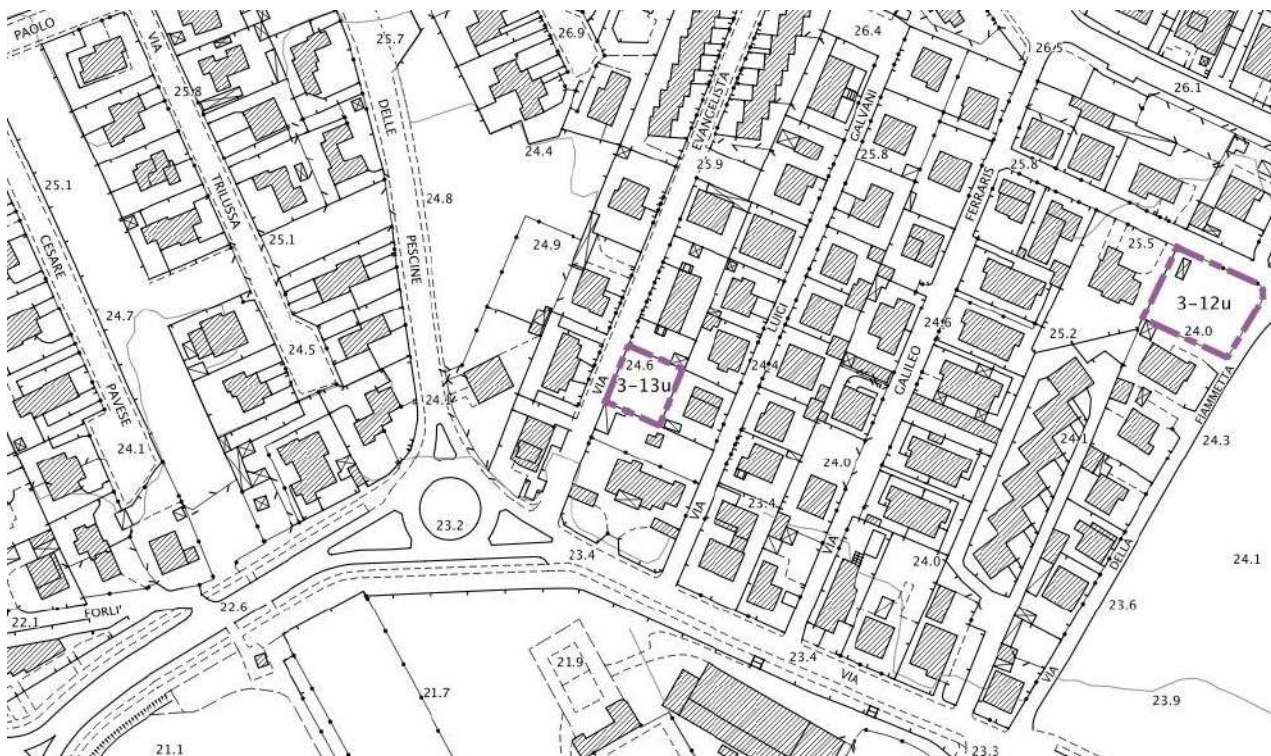 PAOLO
VIA
25.7
26.9
EVANGELISTA
26.4
26.5
26.1
25.8
DELLE
GALVANI
24.4
25.9
25.8
FERRARIS
25.8
25.1
TRILUSSA
24.8
25.1
CESARE
PESCINE
24.9
25.5
3-12u
24.0
24.7
LUIGI
24.6
25.2
24.5
24.6
3-13u
VIA
24.4
GALILEO
FIAMMETTA
PAVESE
24.1
24.3
24.1
24.0
23.4
VIA
23.2
VIA
23.4
24.0
DELLA
24.1
FORLI'
22.6
22.1
23.6
21.9
23.4
VIA
VIA
21.7
23.9
21.1
23.3